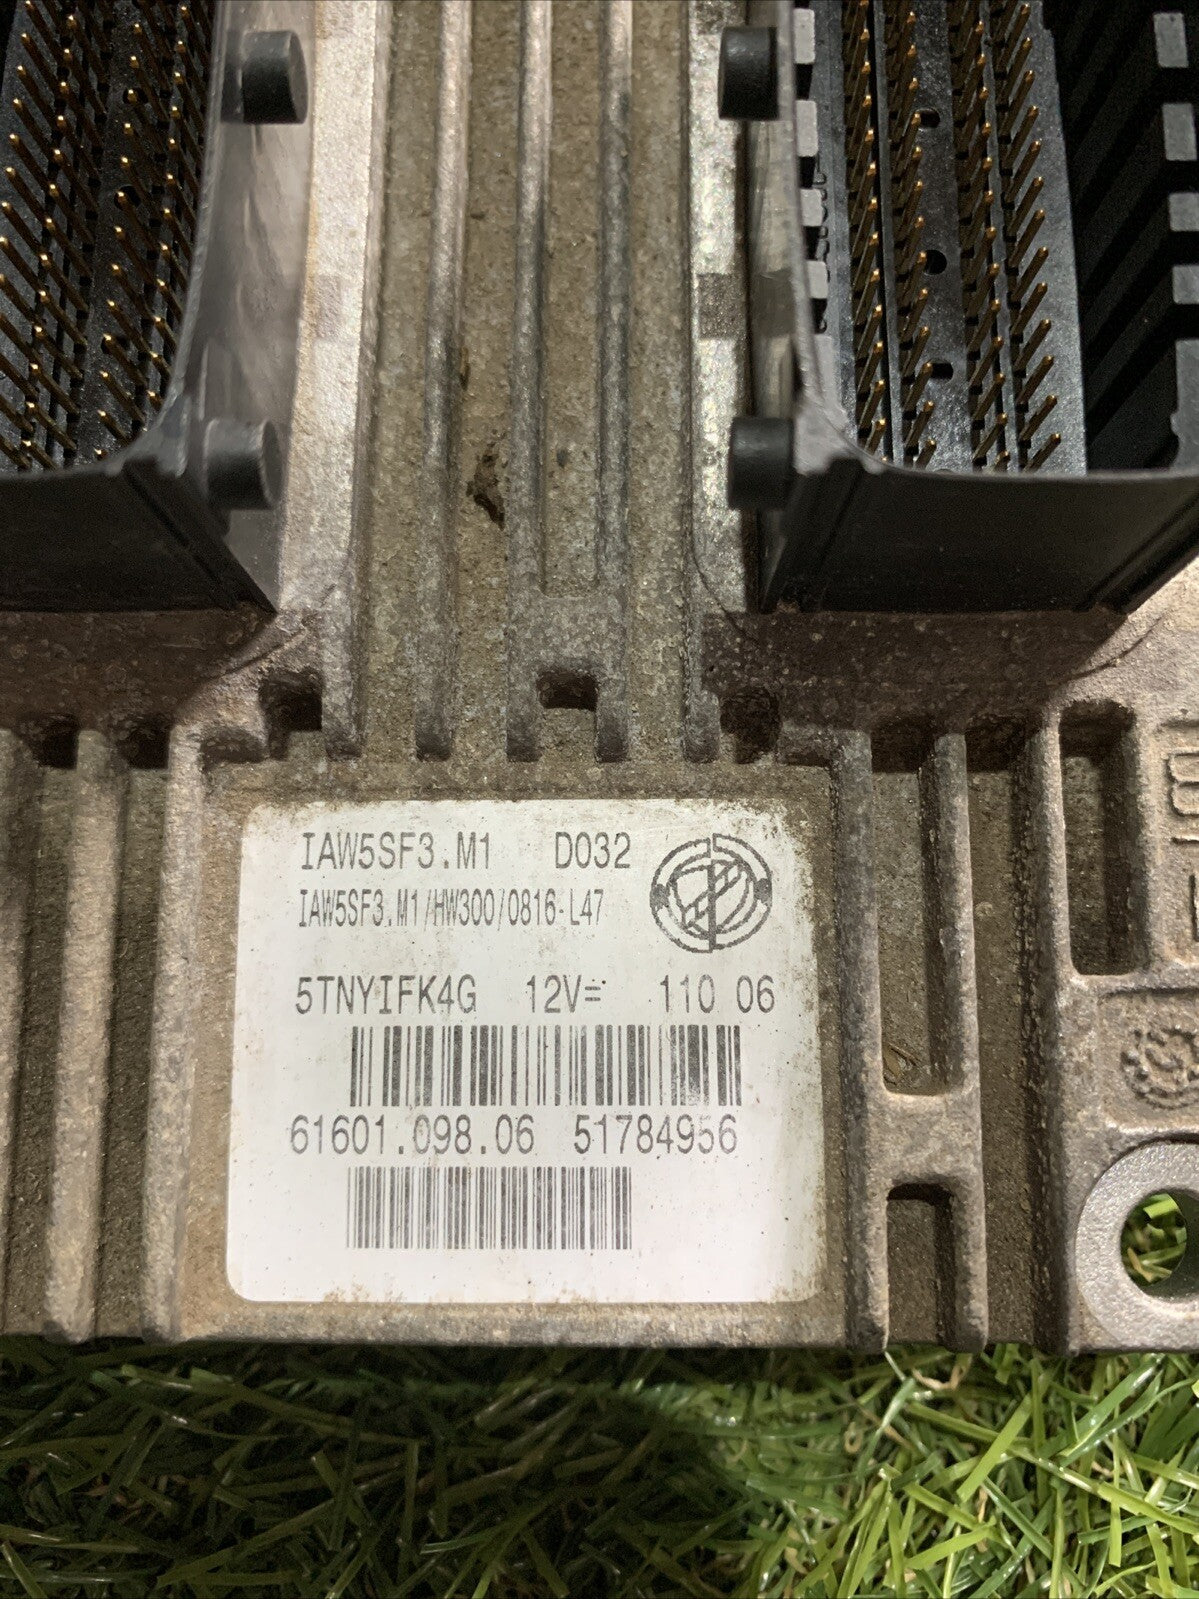 IAW5SF3.M1 D032
IAW5SF3.M1/HW300/0816-L47
5TNYIFK4G 12V= 110 06
61601.098.06 51784956